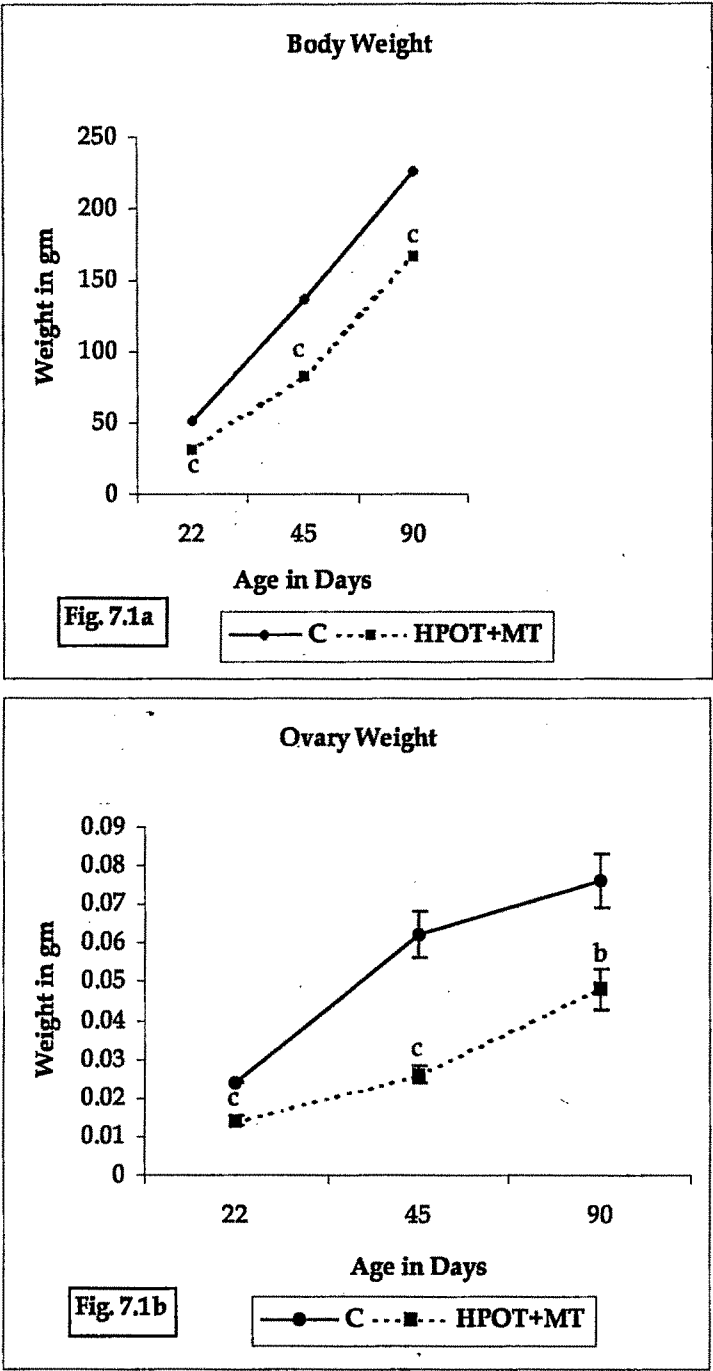 Body Weight
250
200
150
100
50
0
Weight in gm
c
c
c
22 45 90
Age in Days
Fig. 7.1a
C HPOT+MT
Ovary Weight
0.09
0.08
0.07
0.06
0.05
0.04
0.03
0.02
0.01
0
Weight in gm
b
c
c
22 45 90
Age in Days
Fig. 7.1b
C HPOT+MT